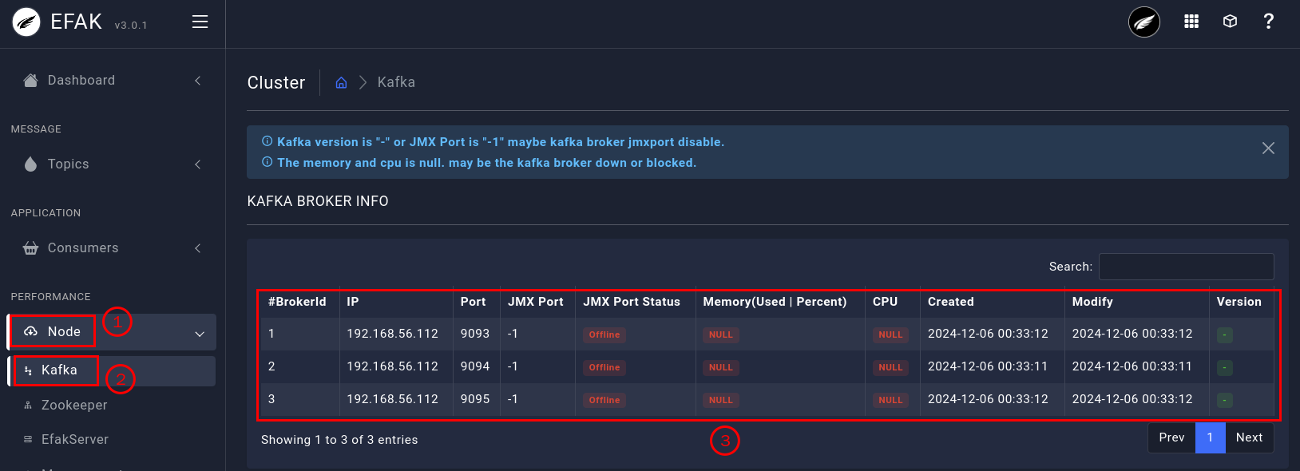 EFAK v3.0.1
Dashboard
MESSAGE
Topics
APPLICATION
Consumers
PERFORMANCE
Node
1
Kafka
2
Zookeeper
EfakServer
Cluster
Kafka
Kafka version is "-" or JMX Port is "-1" maybe kafka broker jmxport disable.
The memory and cpu is null. may be the kafka broker down or blocked.
KAFKA BROKER INFO
Search:
#BrokerId IP Port JMX Port JMX Port Status Memory(Used | Percent) CPU Created Modify Version
1 192.168.56.112 9093 -1 Offline NULL NULL 2024-12-06 00:33:12 2024-12-06 00:33:12 -
2 192.168.56.112 9094 -1 Offline NULL NULL 2024-12-06 00:33:11 2024-12-06 00:33:11 -
3 192.168.56.112 9095 -1 Offline NULL NULL 2024-12-06 00:33:12 2024-12-06 00:33:12 -
Showing 1 to 3 of 3 entries
3
Prev 1 Next